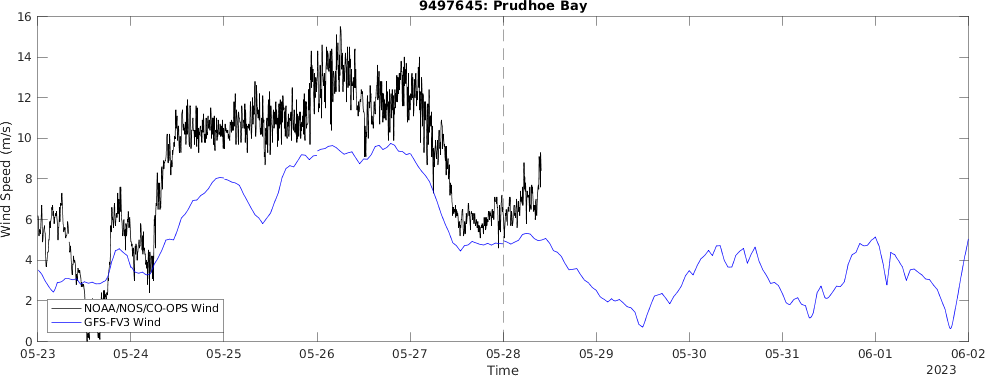 9497645: Prudhoe Bay
16
14
12
10
8
6
4
2
0
Wind Speed (m/s)
NOAA/NOS/CO-OPS Wind
GFS-FV3 Wind
05-23 05-24 05-25 05-26 05-27 05-28 05-29 05-30 05-31 06-01 06-02
Time
2023